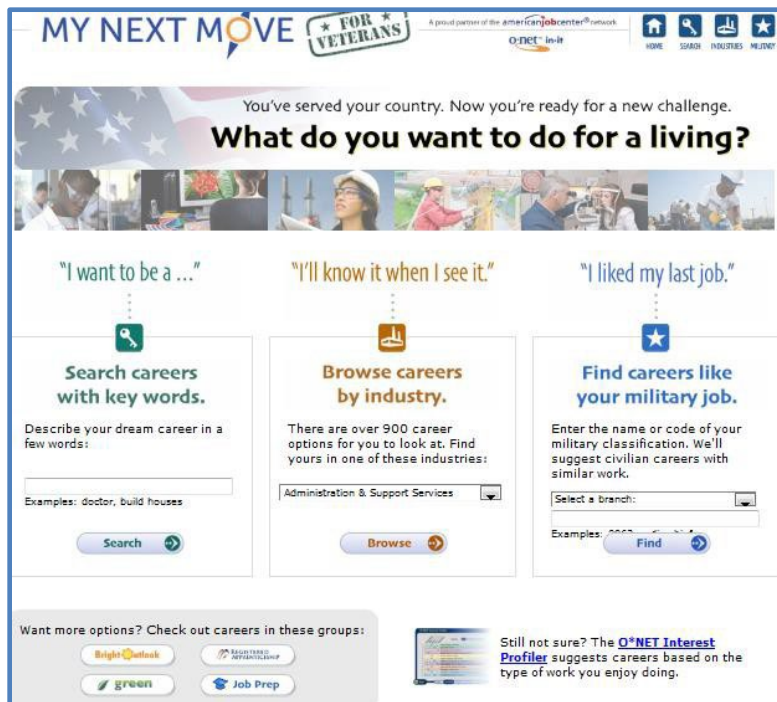 MY NEXT MOVE FOR VETERANS
A proud partner of the americanjobcenter® network
o·net™ in-it
HOME SEARCH INDUSTRIES MILITARY
You've served your country. Now you're ready for a new challenge.
What do you want to do for a living?
"I want to be a ..."
Search careers
with key words.
Describe your dream career in a
few words:
Examples: doctor, build houses
Search
"I'll know it when I see it."
Browse careers
by industry.
There are over 900 career
options for you to look at. Find
yours in one of these industries:
Administration & Support Services
Browse
"I liked my last job."
Find careers like
your military job.
Enter the name or code of your
military classification. We'll
suggest civilian careers with
similar work.
Select a branch:
Examples:
Find
Want more options? Check out careers in these groups:
Bright Outlook
REGISTERED APPRENTICESHIP
green
Job Prep
Still not sure? The O*NET Interest
Profiler suggests careers based on the
type of work you enjoy doing.